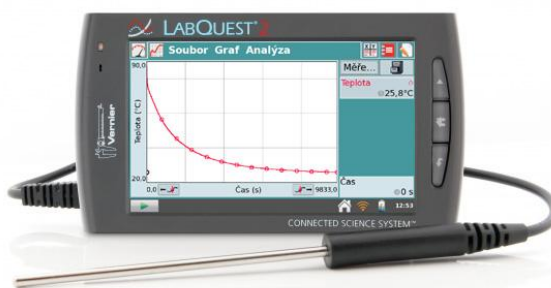 LABQUEST® 2
Soubor Graf Analýza
90,0
Teplota (°C)
20,0
0,0
Čas (s)
9833,0
Měře...
Teplota
25,8°C
Čas
0 s
12:53
Vernier
CONNECTED SCIENCE SYSTEM™